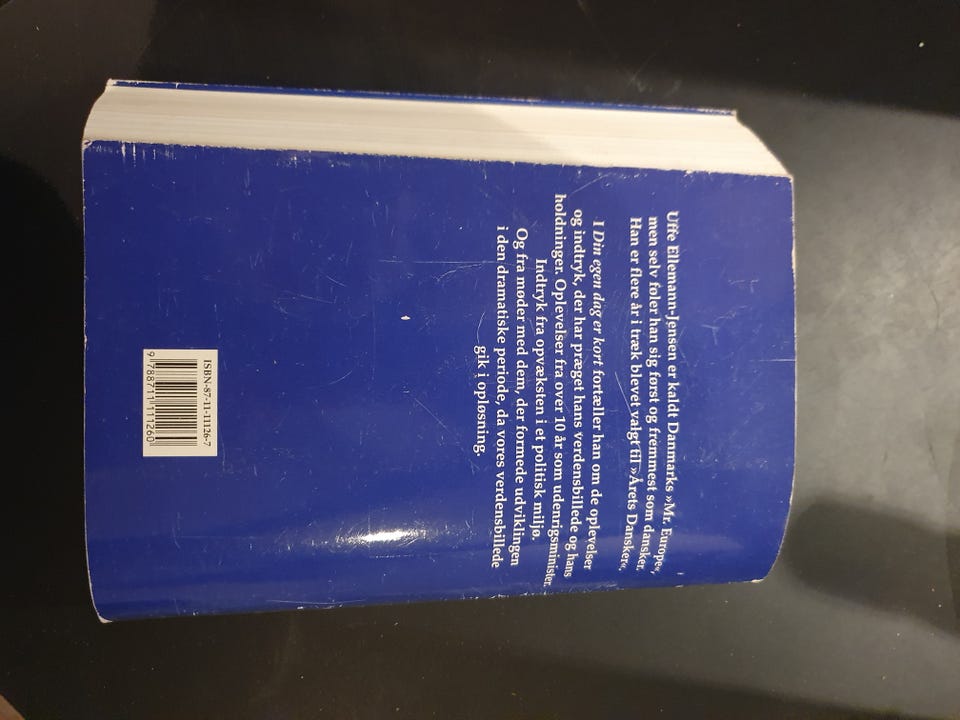 Uffe Ellemann-Jensen er kaldt Danmarks »Mr. Europe«,
men selv føler han sig først og fremmest som dansker.
Han er flere år i træk blevet valgt til »Årets Dansker«.
I Din egen dag er kort fortæller han om de oplevelser
og indtryk, der har præget hans verdensbillede og hans
holdninger. Oplevelser fra over 10 år som udenrigsminister.
Indtryk fra opvæksten i et politisk miljø.
Og fra møder med dem, der formede udviklingen
i den dramatiske periode, da vores verdensbillede
gik i opløsning.
ISBN-87-11-11126-7
9788711111260